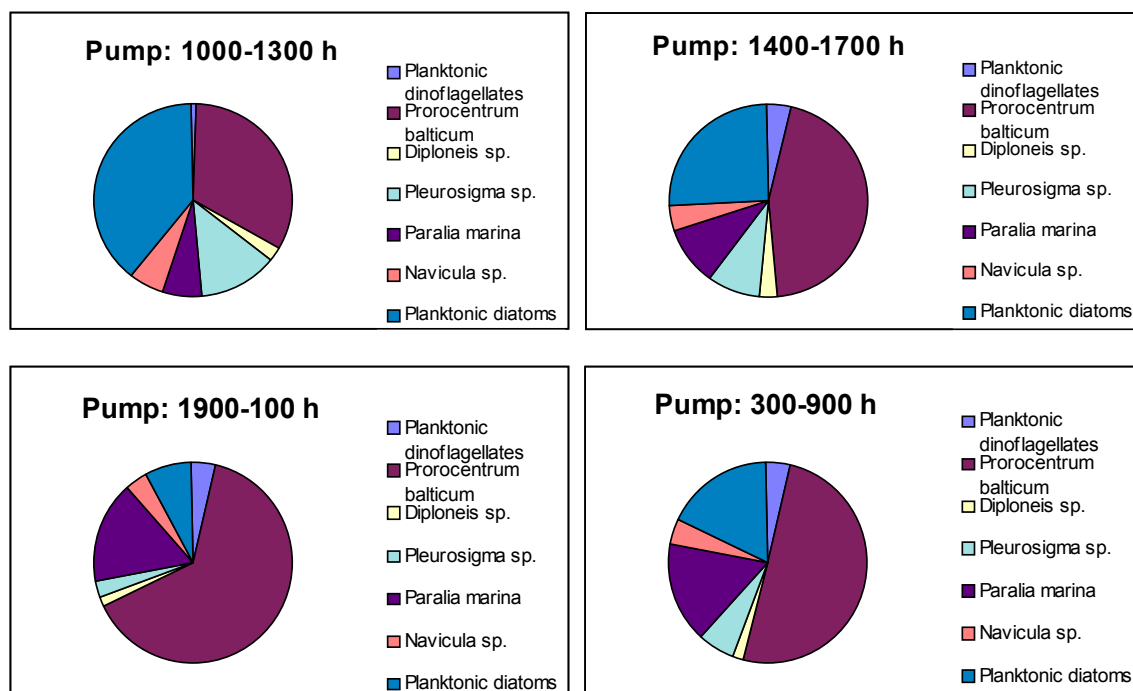 Pump: 1000-1300 h
Planktonic
dinoflagellates
Prorocentrum
balticum
Diploneis sp.
Pleurosigma sp.
Paralia marina
Navicula sp.
Planktonic diatoms
Pump: 1400-1700 h
Planktonic
dinoflagellates
Prorocentrum
balticum
Diploneis sp.
Pleurosigma sp.
Paralia marina
Navicula sp.
Planktonic diatoms
Pump: 1900-100 h
Planktonic
dinoflagellates
Prorocentrum
balticum
Diploneis sp.
Pleurosigma sp.
Paralia marina
Navicula sp.
Planktonic diatoms
Pump: 300-900 h
Planktonic
dinoflagellates
Prorocentrum
balticum
Diploneis sp.
Pleurosigma sp.
Paralia marina
Navicula sp.
Planktonic diatoms